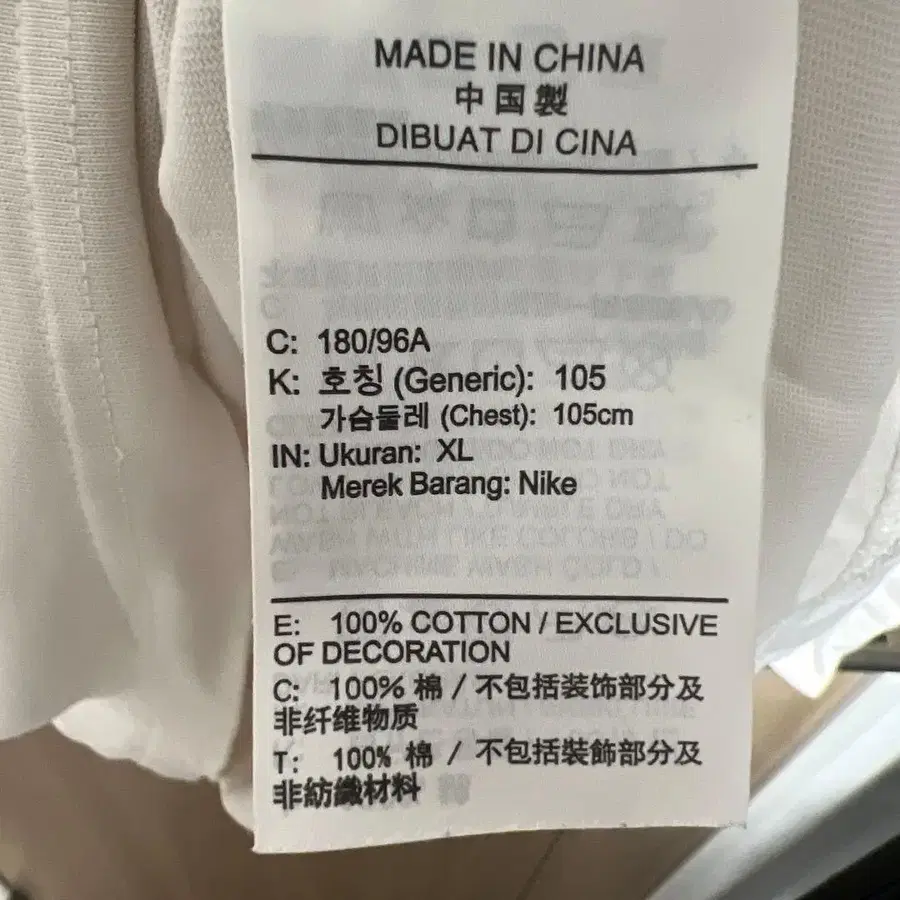 MADE IN CHINA
中国製
DIBUAT DI CINA
C: 180/96A
K: 호칭 (Generic): 105
가슴둘레 (Chest): 105cm
IN: Ukuran: XL
Merek Barang: Nike
E: 100% COTTON / EXCLUSIVE
OF DECORATION
C: 100% 棉 / 不包括装饰部分及
非纤维物质
T: 100% 棉 / 不包括裝飾部分及
非紡織材料